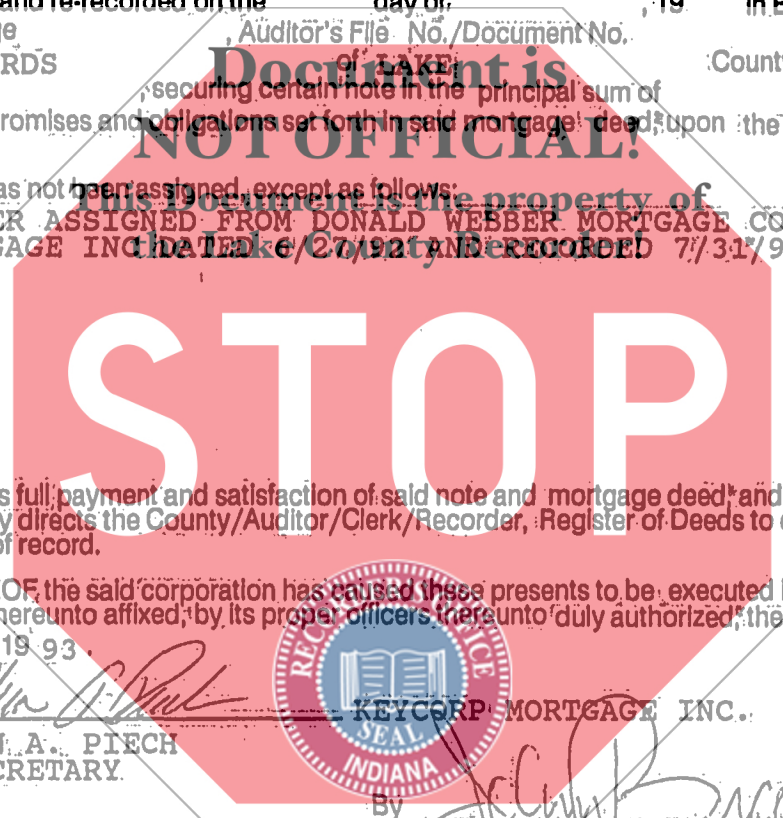 and re-recorded on the day of , 19 in
, Auditor's File No./Document No.
RDS of LAKE, County
, securing certain note in the principal sum of
romises and obligations set forth in said mortgage deed,* upon the
Document is
NOT OFFICIAL!
This Document is the property of
the Lake County Recorder!
as not been assigned, except as follows:
ER ASSIGNED FROM DONALD WEBBER MORTGAGE CO
GAGE INC DATED AND RECORDED 7/31/9
STOP
s full payment and satisfaction of said note and mortgage deed* and
y directs the County/Auditor/Clerk/Recorder, Register of Deeds to
of record.
OF, the said corporation has caused these presents to be executed
hereunto affixed, by its proper officers, thereunto duly authorized, the
19 93.
RECORDER'S OFFICE
SEAL
INDIANA
KEYCORP MORTGAGE INC.
A. PIECH
CRETARY
By